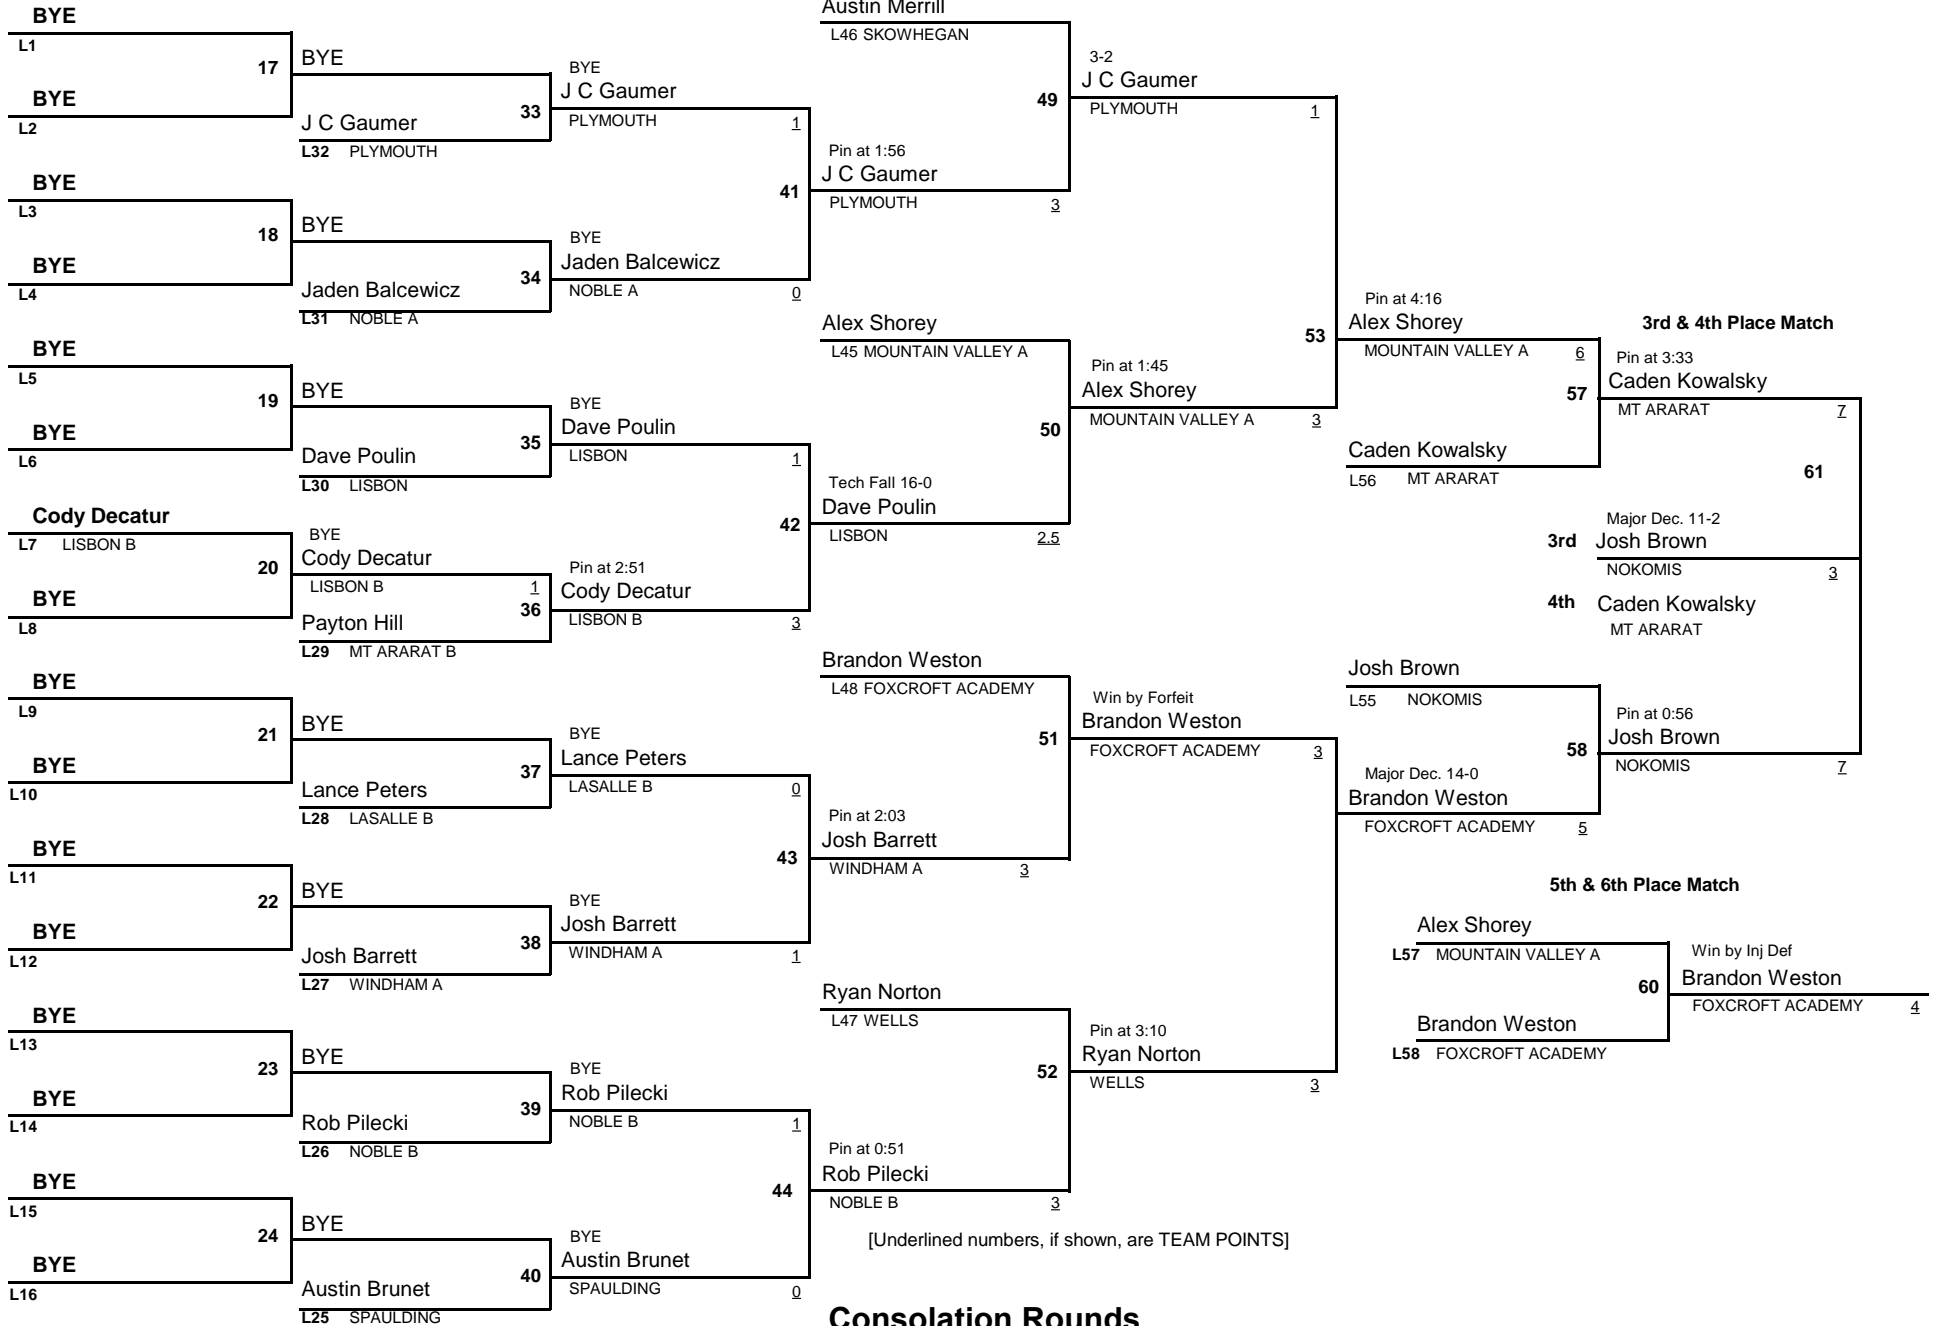 BYE
L1
17
BYE
L2
BYE
L3
18
BYE
L4
BYE
L5
19
BYE
L6
Cody Decatur
L7 LISBON B
20
BYE
L8
BYE
L9
21
BYE
L10
BYE
L11
22
BYE
L12
BYE
L13
23
BYE
L14
BYE
L15
24
BYE
L16
BYE
33
J C Gaumer
L32 PLYMOUTH
BYE
34
Jaden Balcewicz
L31 NOBLE A
BYE
35
Dave Poulin
L30 LISBON
BYE
Cody Decatur
LISBON B 1
36
Payton Hill
L29 MT ARARAT B
BYE
37
Lance Peters
L28 LASALLE B
BYE
38
Josh Barrett
L27 WINDHAM A
BYE
39
Rob Pilecki
L26 NOBLE B
BYE
40
Austin Brunet
L25 SPAULDING
BYE
J C Gaumer
PLYMOUTH 1
41
BYE
Jaden Balcewicz
NOBLE A 0
BYE
Dave Poulin
LISBON 1
42
Pin at 2:51
Cody Decatur
LISBON B 3
BYE
Lance Peters
LASALLE B 0
43
BYE
Josh Barrett
WINDHAM A 1
BYE
Rob Pilecki
NOBLE B 1
44
BYE
Austin Brunet
SPAULDING 0
Austin Merrill
L46 SKOWHEGAN
49
Pin at 1:56
J C Gaumer
PLYMOUTH 3
Alex Shorey
L45 MOUNTAIN VALLEY A
50
Tech Fall 16-0
Dave Poulin
LISBON 2.5
Brandon Weston
L48 FOXCROFT ACADEMY
51
Pin at 2:03
Josh Barrett
WINDHAM A 3
Ryan Norton
L47 WELLS
52
Pin at 0:51
Rob Pilecki
NOBLE B 3
3-2
J C Gaumer
PLYMOUTH 1
53
Pin at 1:45
Alex Shorey
MOUNTAIN VALLEY A 3
Win by Forfeit
Brandon Weston
FOXCROFT ACADEMY 3
Pin at 3:10
Ryan Norton
WELLS 3
Pin at 4:16
Alex Shorey
MOUNTAIN VALLEY A 6
57
Caden Kowalsky
L56 MT ARARAT
Josh Brown
L55 NOKOMIS
58
Major Dec. 14-0
Brandon Weston
FOXCROFT ACADEMY 5
3rd & 4th Place Match
Pin at 3:33
Caden Kowalsky
MT ARARAT 7
61
Major Dec. 11-2
3rd Josh Brown
NOKOMIS 3
4th Caden Kowalsky
MT ARARAT
Pin at 0:56
Josh Brown
NOKOMIS 7
5th & 6th Place Match
Alex Shorey
L57 MOUNTAIN VALLEY A
60
Brandon Weston
L58 FOXCROFT ACADEMY
Win by Inj Def
Brandon Weston
FOXCROFT ACADEMY 4
[Underlined numbers, if shown, are TEAM POINTS]
Consolation Rounds